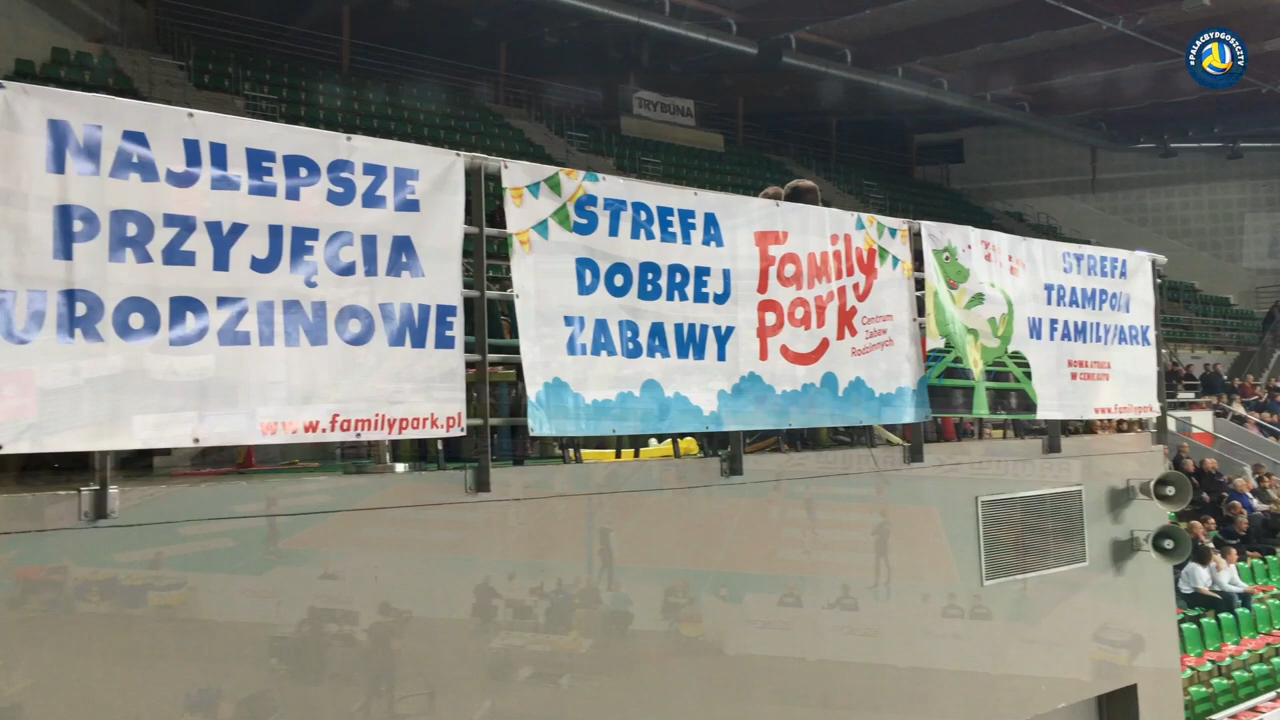 #PALACBYDGOSZCZTV
TRYBUNA
NAJLEPSZE
PRZYJĘCIA
URODZINOWE
www.familypark.pl
STREFA
DOBREJ
ZABAWY
Family
park
Centrum
Zabaw
Rodzinnych
STREFA
TRAMPOLIN
W FAMILY PARK
NOWA ATRAKCJA
W CENTRUM